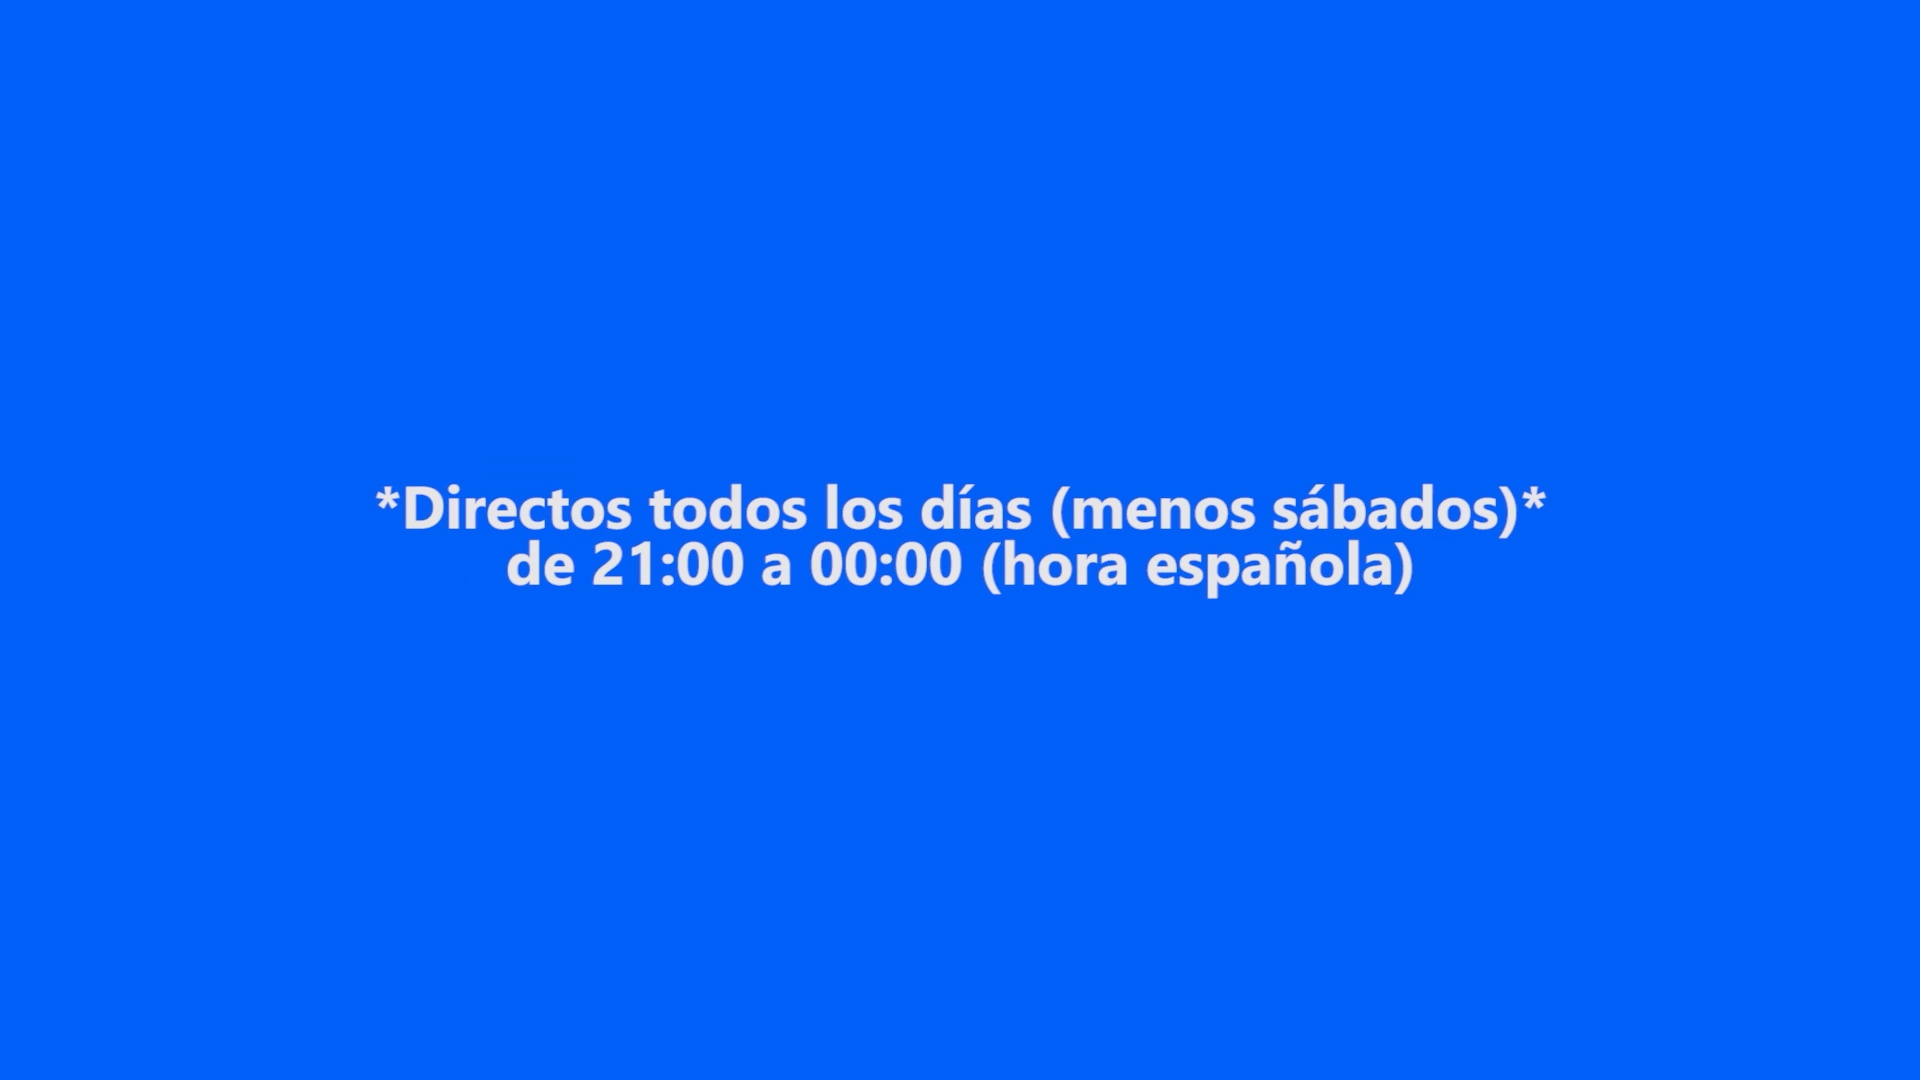 *Directos todos los días (menos sábados)*
de 21:00 a 00:00 (hora española)